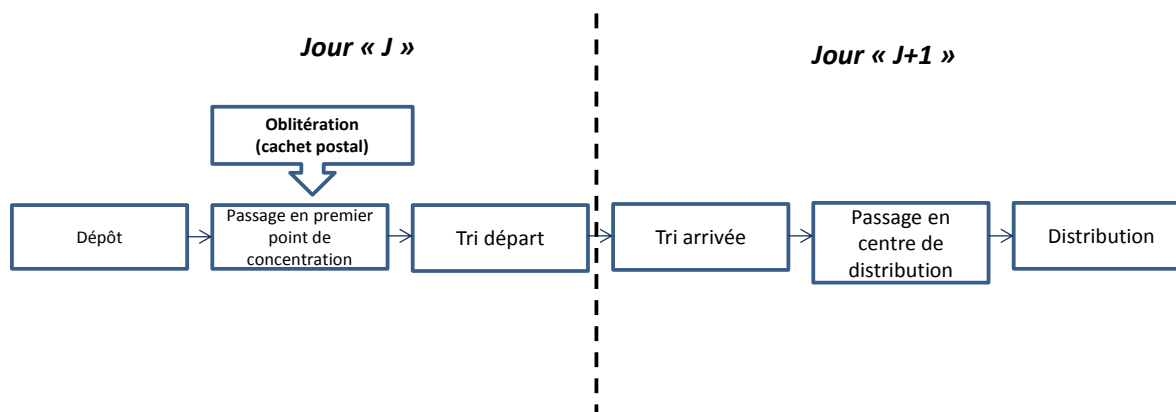 Jour « J »
Jour « J+1 »
Oblitération
(cachet postal)
Dépôt
Passage en premier
point de
concentration
Tri départ
Tri arrivée
Passage en
centre de
distribution
Distribution